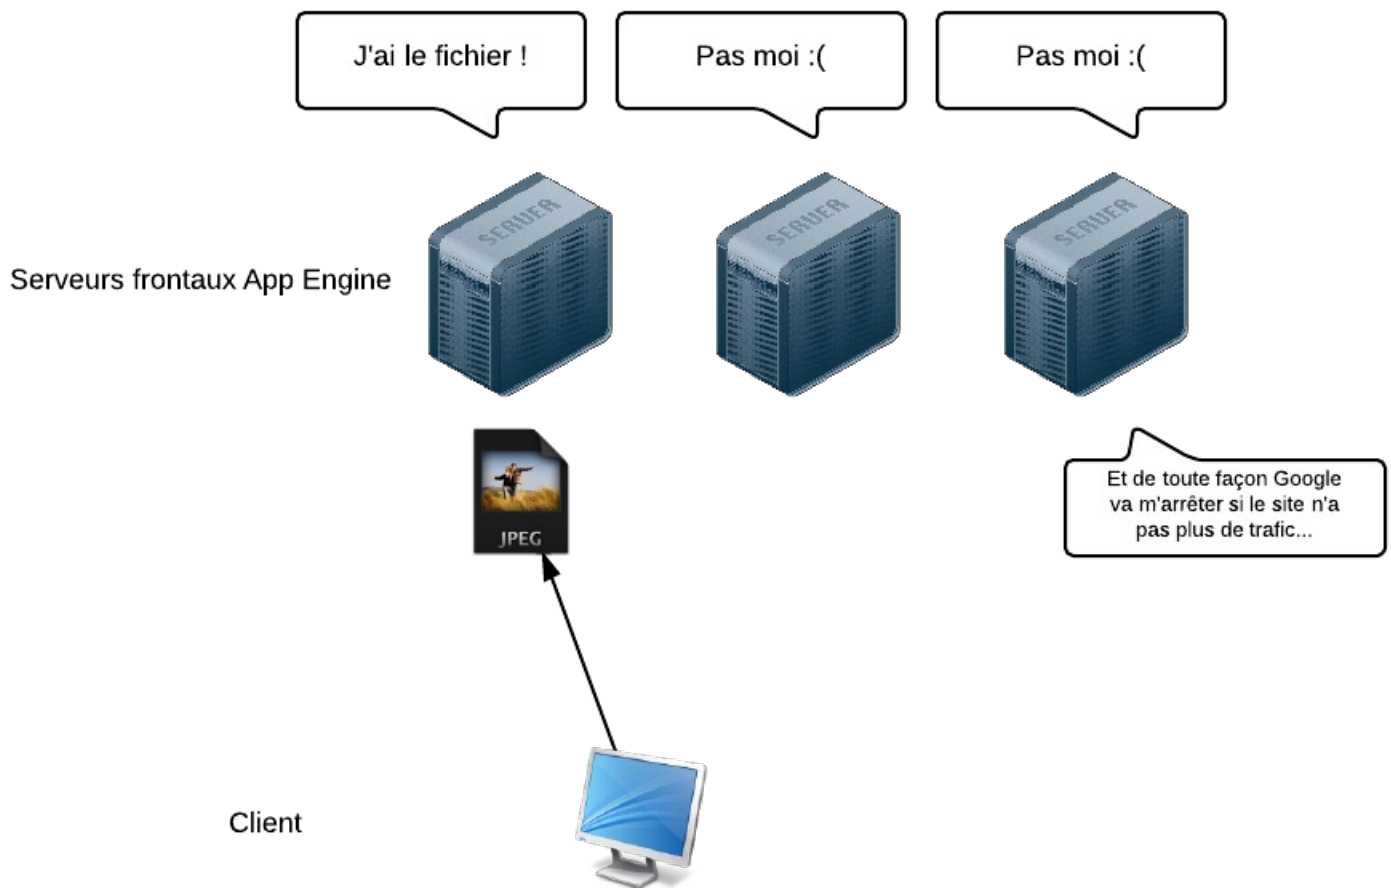 J'ai le fichier !
Pas moi :(
Pas moi :(
SERVER
SERVER
SERVER
Serveurs frontaux App Engine
JPEG
Et de toute façon Google
va m'arrêter si le site n'a
pas plus de trafic...
Client